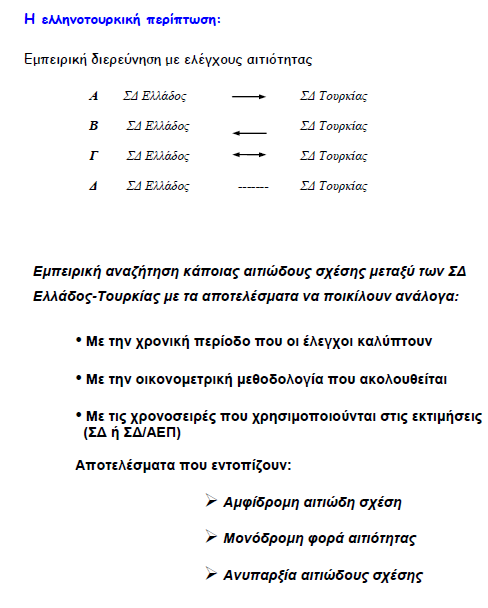 Η ελληνοτουρκική περίπτωση:
Εμπειρική διερεύνηση με ελέγχους αιτιότητας
Α ΣΔ Ελλάδος → ΣΔ Τουρκίας
Β ΣΔ Ελλάδος ← ΣΔ Τουρκίας
Γ ΣΔ Ελλάδος ↔ ΣΔ Τουρκίας
Δ ΣΔ Ελλάδος ------- ΣΔ Τουρκίας
Εμπειρική αναζήτηση κάποιας αιτιώδους σχέσης μεταξύ των ΣΔ
Ελλάδος-Τουρκίας με τα αποτελέσματα να ποικίλουν ανάλογα:
• Με την χρονική περίοδο που οι έλεγχοι καλύπτουν
• Με την οικονομετρική μεθοδολογία που ακολουθείται
• Με τις χρονοσειρές που χρησιμοποιούνται στις εκτιμήσεις
(ΣΔ ή ΣΔ/ΑΕΠ)
Αποτελέσματα που εντοπίζουν:
➢ Αμφίδρομη αιτιώδη σχέση
➢ Μονόδρομη φορά αιτιότητας
➢ Ανυπαρξία αιτιώδους σχέσης